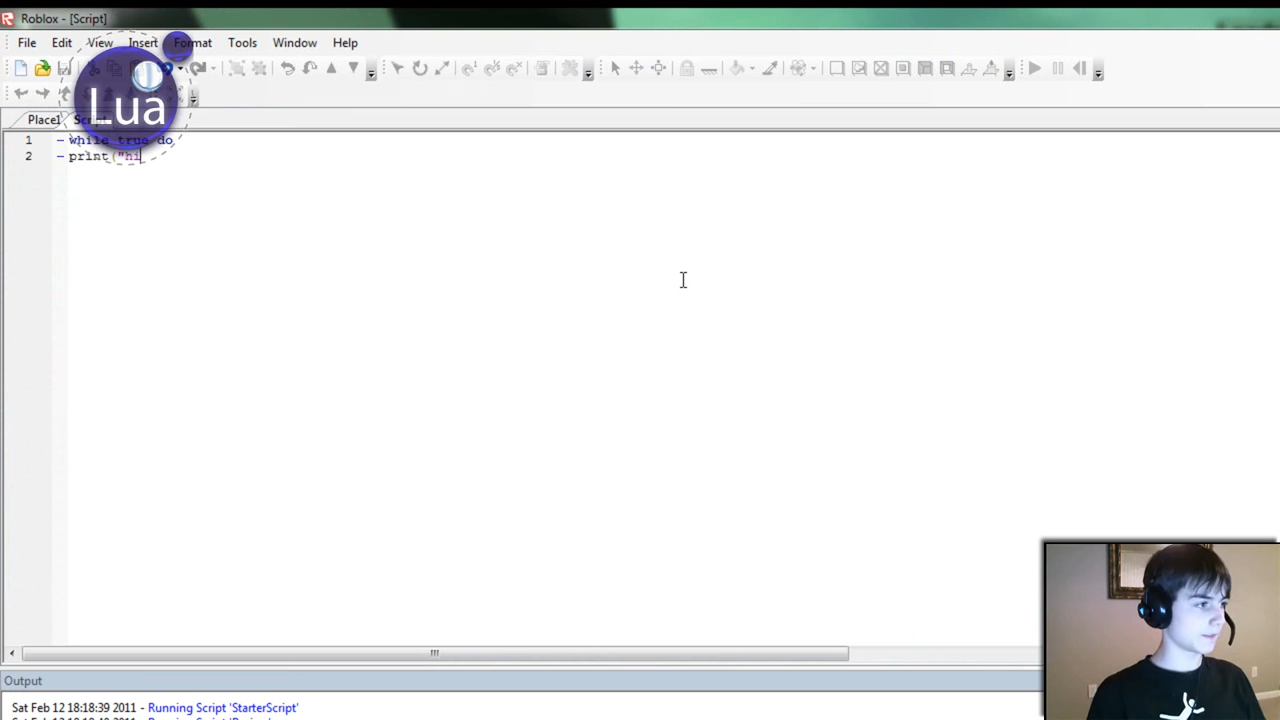 Roblox - [Script]
File Edit View Insert Format Tools Window Help
Lua
Place1
1 - while true do
2 - print("hi
Output
Sat Feb 12 18:18:39 2011 - Running Script 'StarterScript'